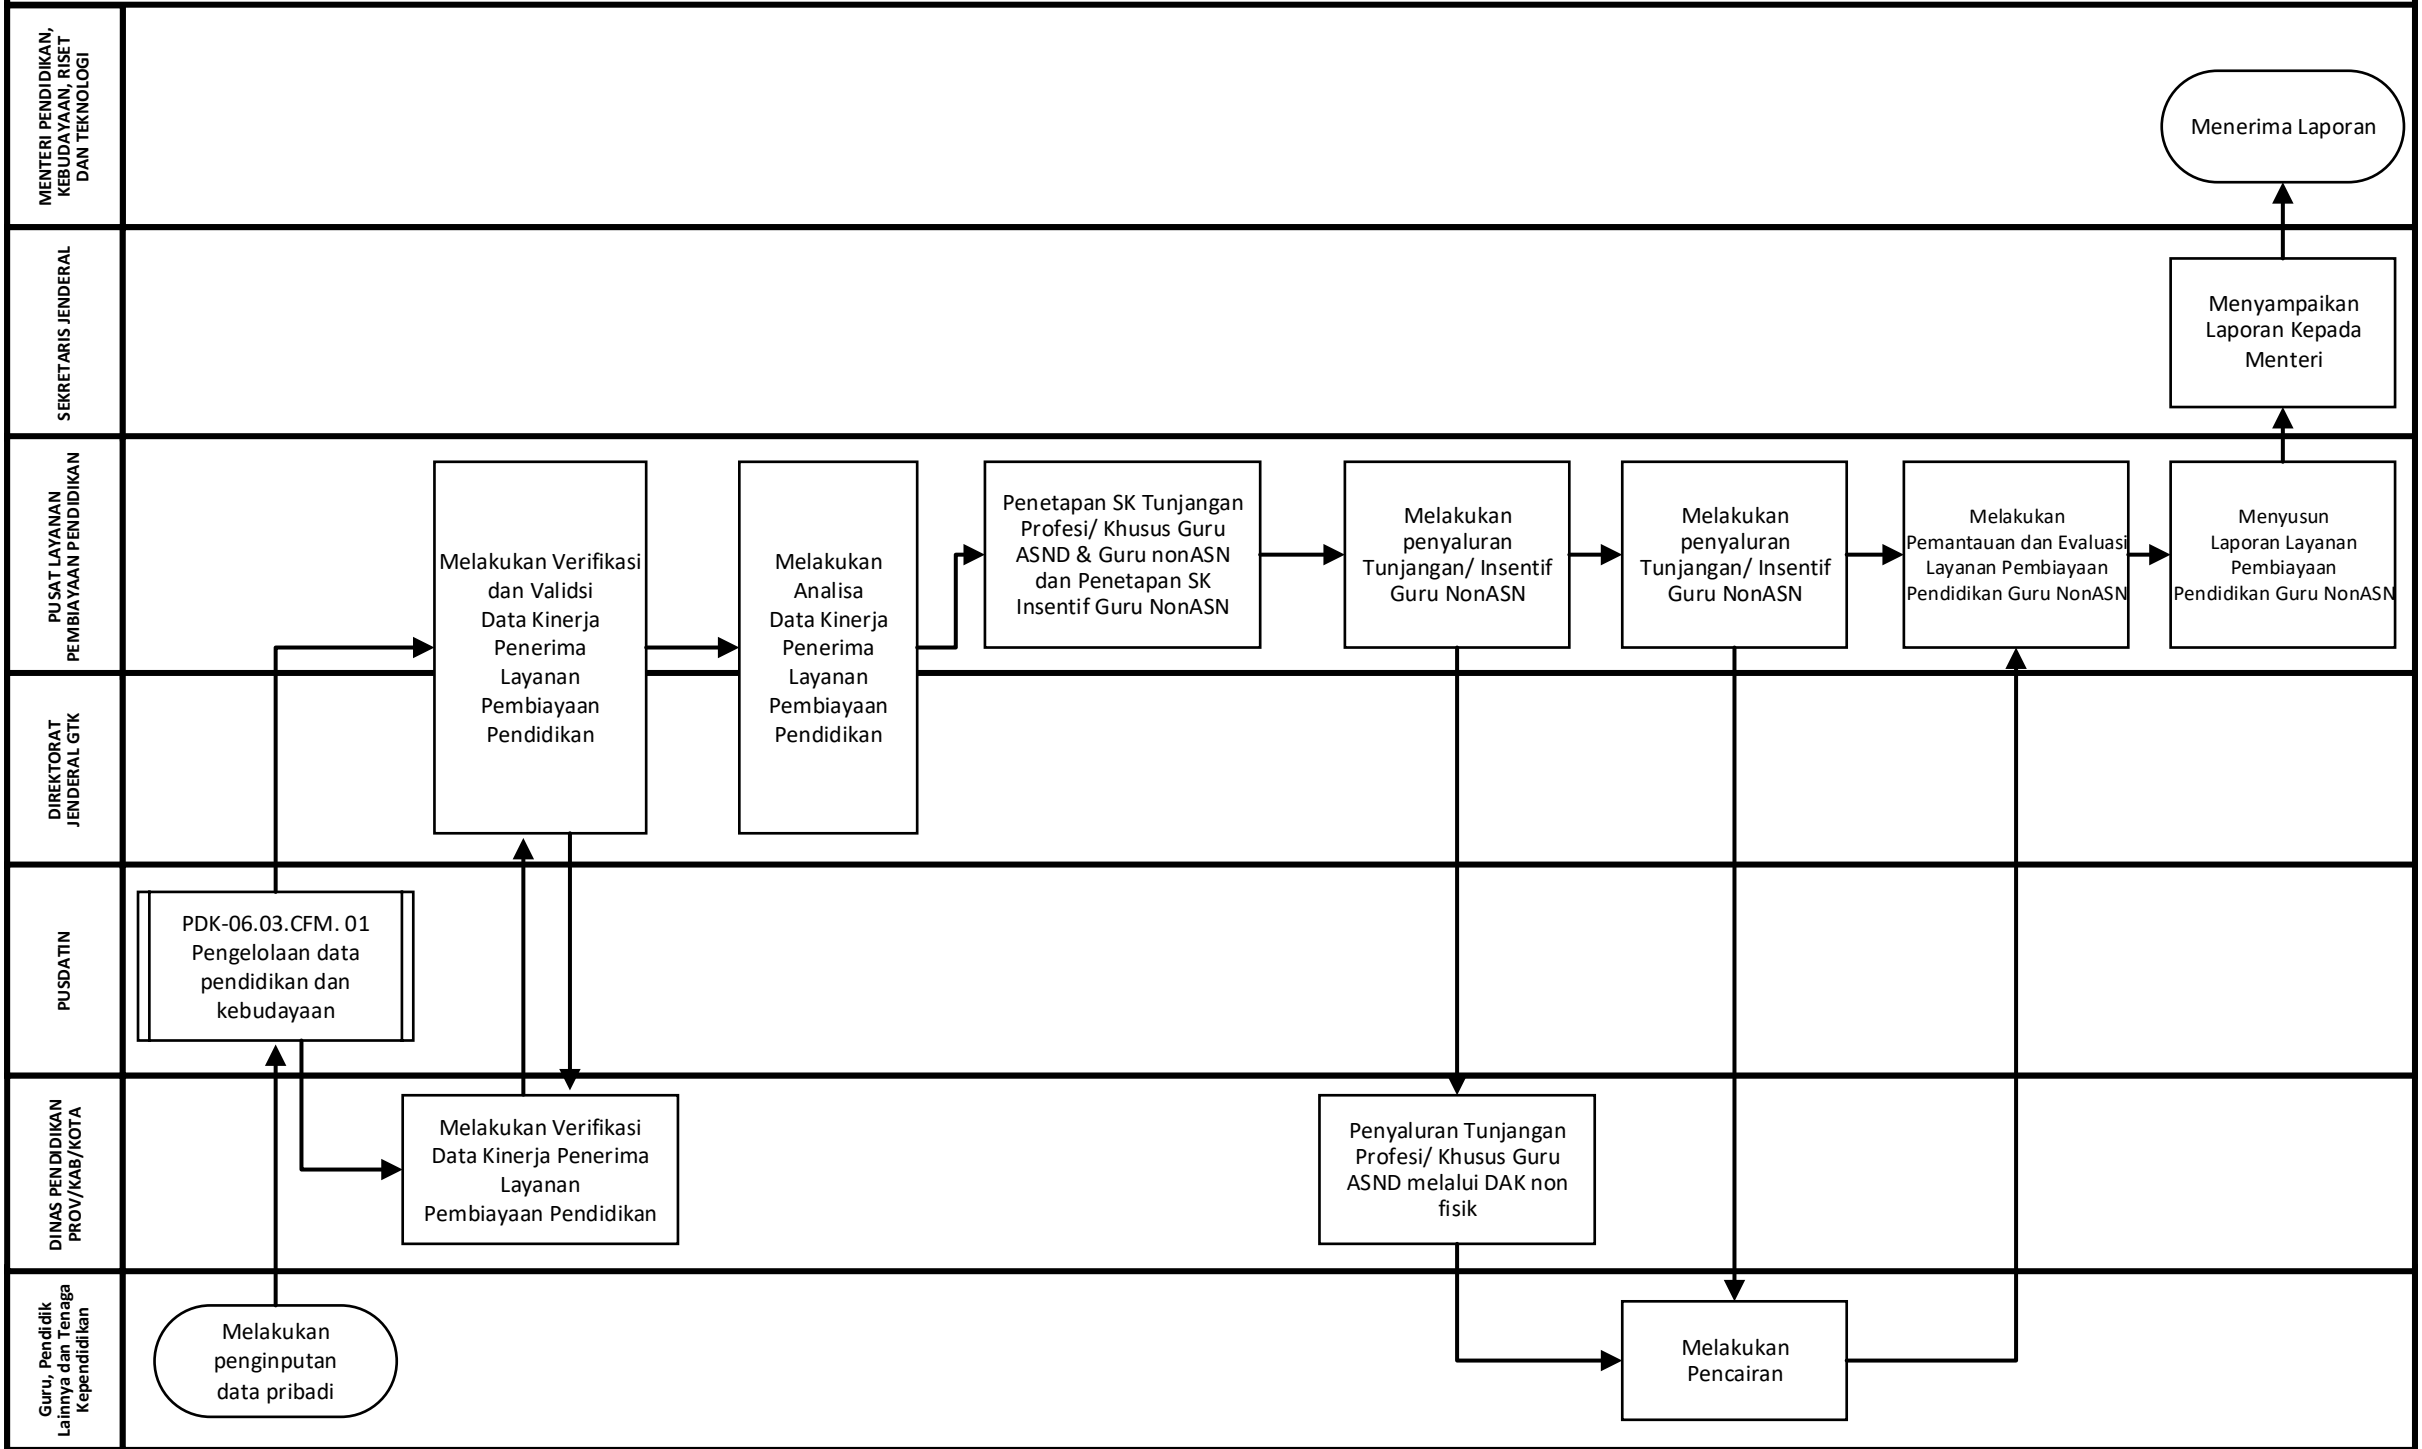 MENTERI PENDIDIKAN,
KEBUDAYAAN, RISET
DAN TEKNOLOGI
Menerima Laporan
SEKRETARIS JENDERAL
Menyampaikan
Laporan Kepada
Menteri
PUSAT LAYANAN
PEMBIAYAAN PENDIDIKAN
Melakukan Verifikasi
dan Validsi
Data Kinerja
Penerima
Layanan
Pembiayaan
Pendidikan
Melakukan
Analisa
Data Kinerja
Penerima
Layanan
Pembiayaan
Pendidikan
Penetapan SK Tunjangan
Profesi/ Khusus Guru
ASND & Guru nonASN
dan Penetapan SK
Insentif Guru NonASN
Melakukan
penyaluran
Tunjangan/ Insentif
Guru NonASN
Melakukan
penyaluran
Tunjangan/ Insentif
Guru NonASN
Melakukan
Pemantauan dan Evaluasi
Layanan Pembiayaan
Pendidikan Guru NonASN
Menyusun
Laporan Layanan
Pembiayaan
Pendidikan Guru NonASN
DIREKTORAT
JENDERAL GTK
PUSDATIN
PDK-06.03.CFM. 01
Pengelolaan data
pendidikan dan
kebudayaan
DINAS PENDIDIKAN
PROV/KAB/KOTA
Melakukan Verifikasi
Data Kinerja Penerima
Layanan
Pembiayaan Pendidikan
Penyaluran Tunjangan
Profesi/ Khusus Guru
ASND melalui DAK non
fisik
Guru, Pendidik
Lainnya dan Tenaga
Kependidikan
Melakukan
penginputan
data pribadi
Melakukan
Pencairan